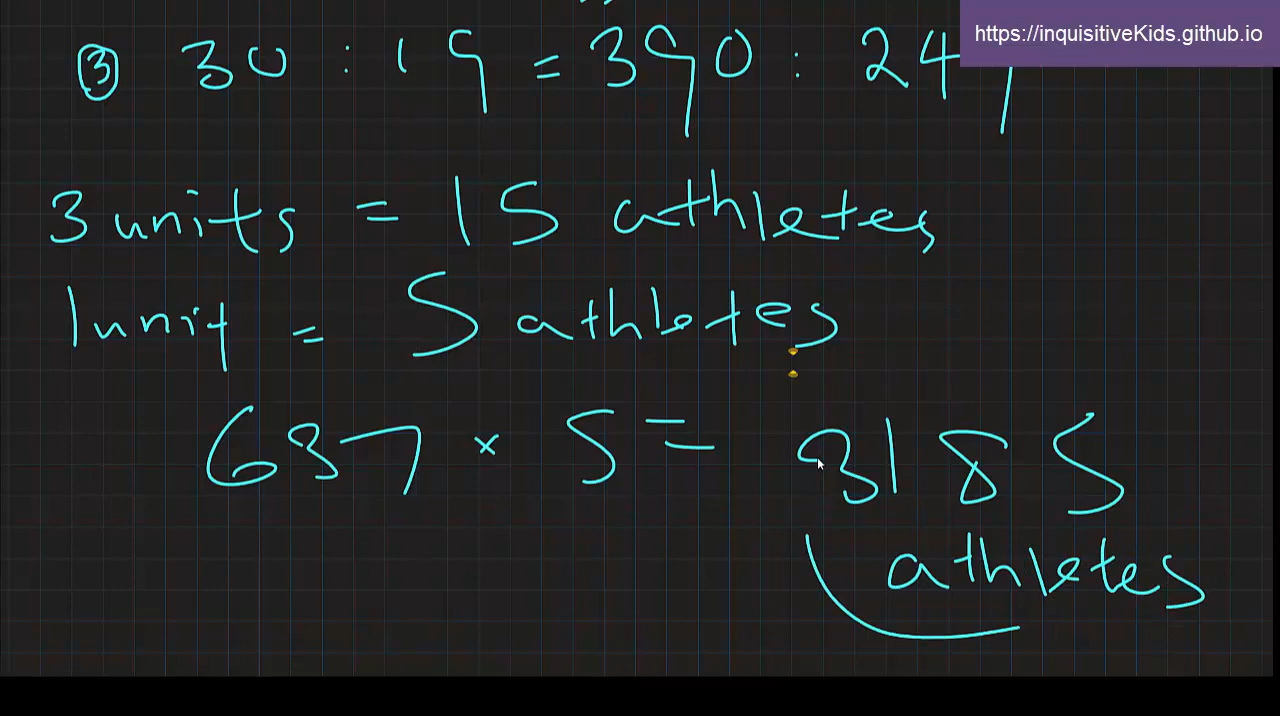 https://inquisitiveKids.github.io
③ 30 : 19 = 390 : 247
3 units = 15 athletes
1 unit = 5 athletes
637 × 5 = 3185
athletes